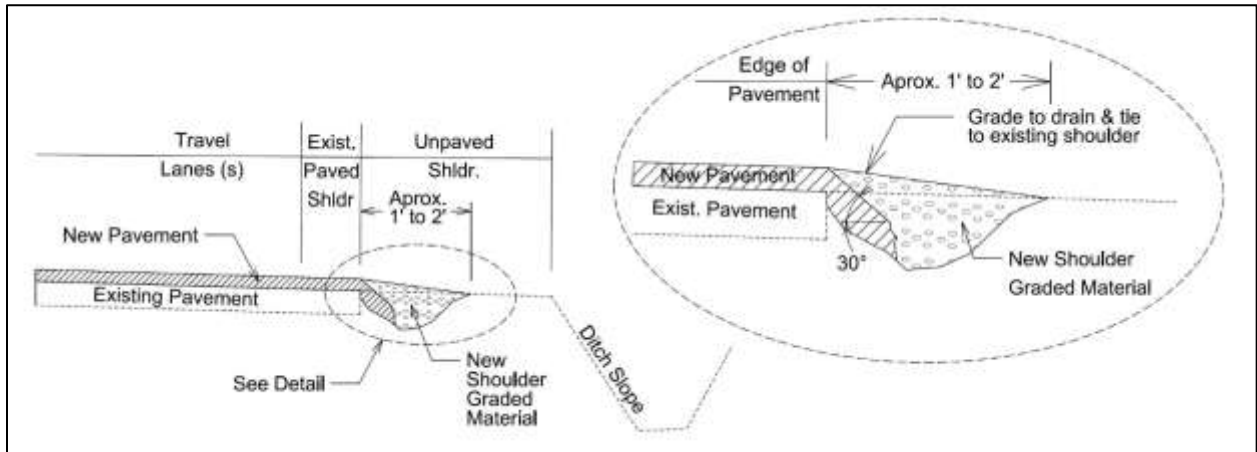 Travel
Lanes (s)
Exist.
Paved
Shldr
Unpaved
Shldr.
Aprox.
1' to 2'
New Pavement
Existing Pavement
See Detail
New
Shoulder
Graded
Material
Ditch Slope
Edge of
Pavement
Aprox. 1' to 2'
Grade to drain & tie
to existing shoulder
New Pavement
Exist. Pavement
30°
New Shoulder
Graded Material